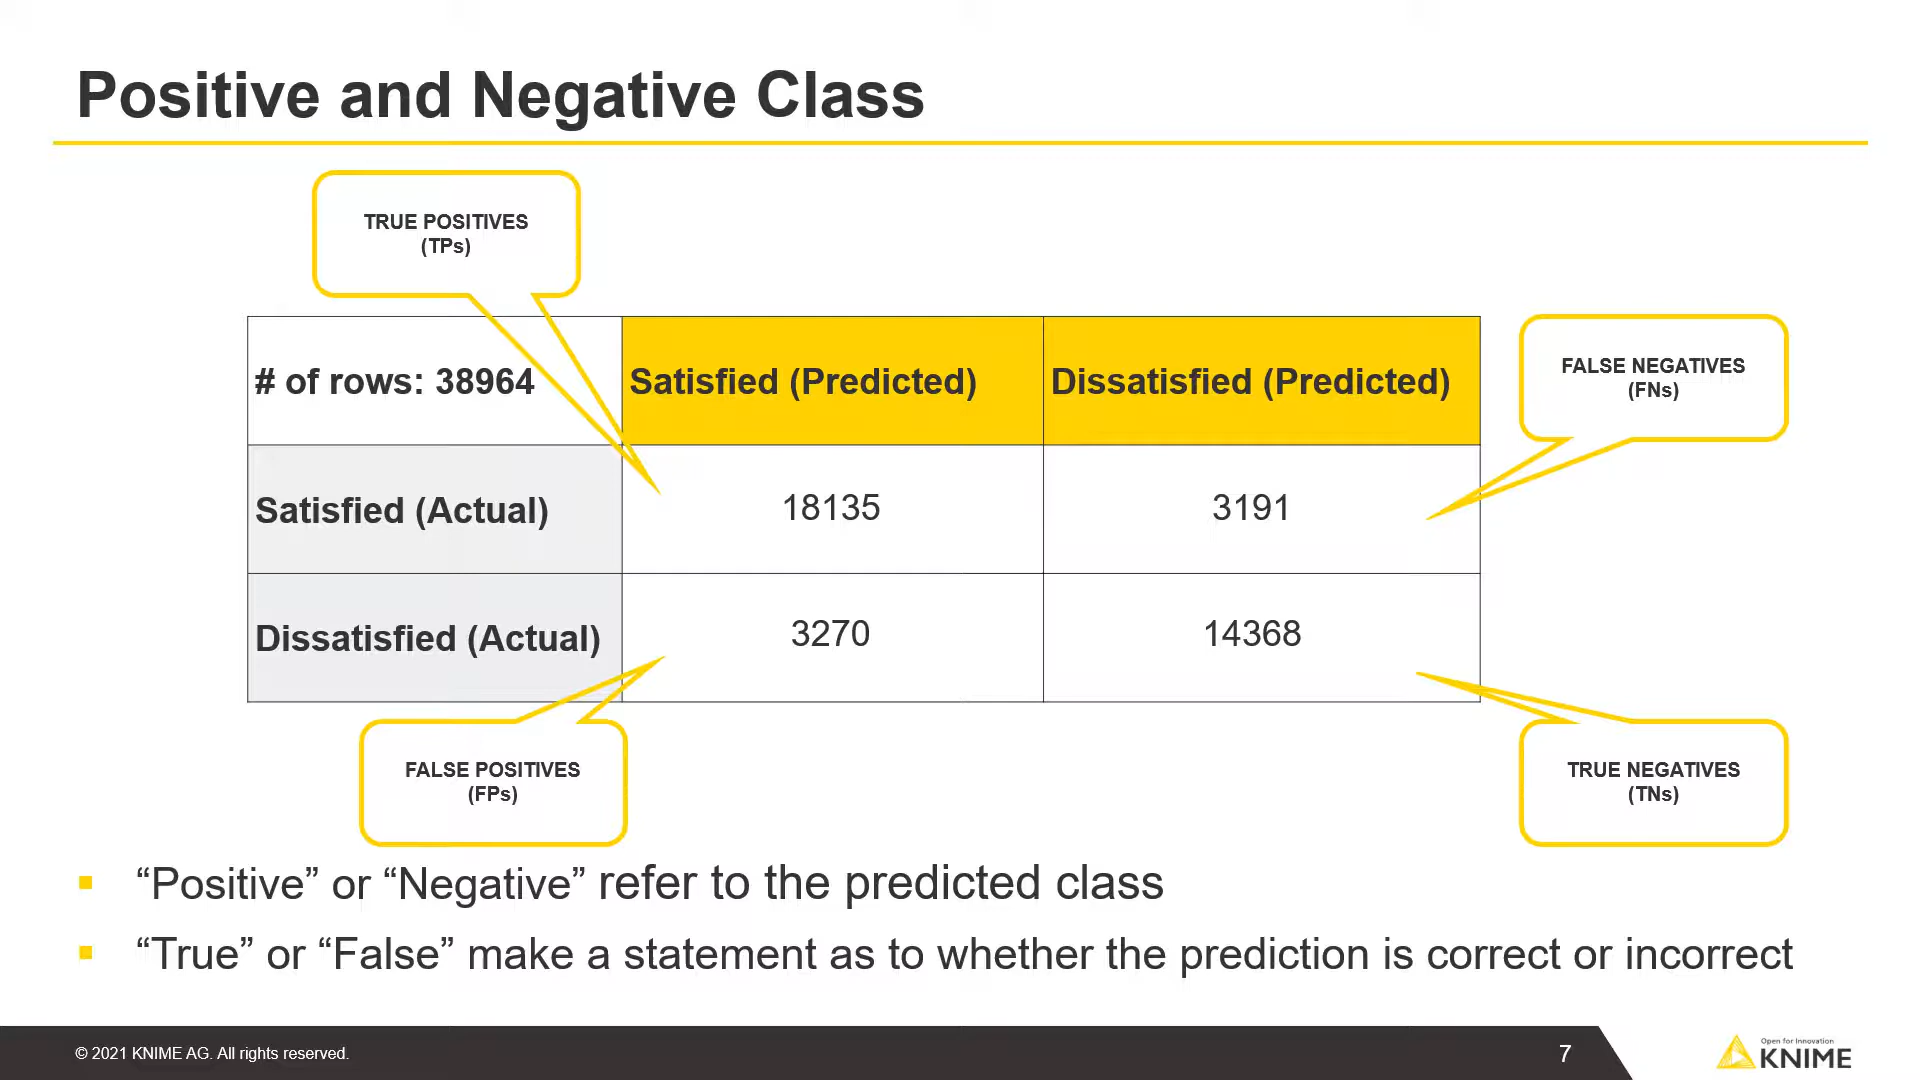 Positive and Negative Class
TRUE POSITIVES
(TPs)
# of rows: 38964
Satisfied (Predicted)
Dissatisfied (Predicted)
FALSE NEGATIVES
(FNs)
Satisfied (Actual)
18135
3191
Dissatisfied (Actual)
3270
14368
FALSE POSITIVES
(FPs)
TRUE NEGATIVES
(TNs)
“Positive” or “Negative” refer to the predicted class
“True” or “False” make a statement as to whether the prediction is correct or incorrect
© 2021 KNIME AG. All rights reserved.
7
Open for Innovation
KNIME